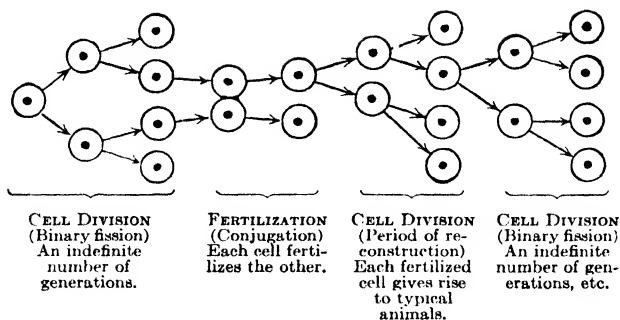 CELL DIVISION
(Binary fission)
An indefinite
number of
generations.
FERTILIZATION
(Conjugation)
Each cell ferti-
lizes the other.
CELL DIVISION
(Period of re-
construction)
Each fertilized
cell gives rise
to typical
animals.
CELL DIVISION
(Binary fission)
An indefinite
number of gen-
erations, etc.